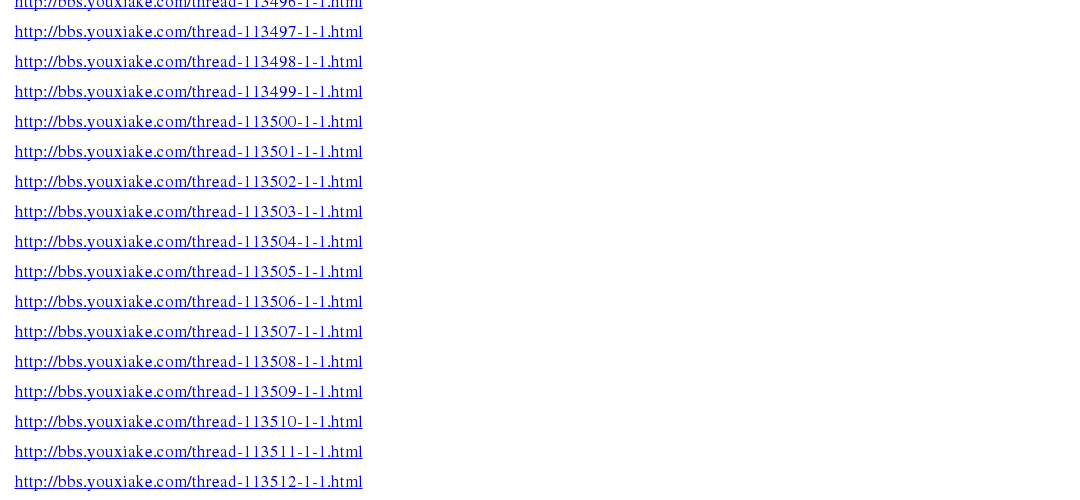 http://bbs.youxiake.com/thread-113496-1-1.html
http://bbs.youxiake.com/thread-113497-1-1.html
http://bbs.youxiake.com/thread-113498-1-1.html
http://bbs.youxiake.com/thread-113499-1-1.html
http://bbs.youxiake.com/thread-113500-1-1.html
http://bbs.youxiake.com/thread-113501-1-1.html
http://bbs.youxiake.com/thread-113502-1-1.html
http://bbs.youxiake.com/thread-113503-1-1.html
http://bbs.youxiake.com/thread-113504-1-1.html
http://bbs.youxiake.com/thread-113505-1-1.html
http://bbs.youxiake.com/thread-113506-1-1.html
http://bbs.youxiake.com/thread-113507-1-1.html
http://bbs.youxiake.com/thread-113508-1-1.html
http://bbs.youxiake.com/thread-113509-1-1.html
http://bbs.youxiake.com/thread-113510-1-1.html
http://bbs.youxiake.com/thread-113511-1-1.html
http://bbs.youxiake.com/thread-113512-1-1.html